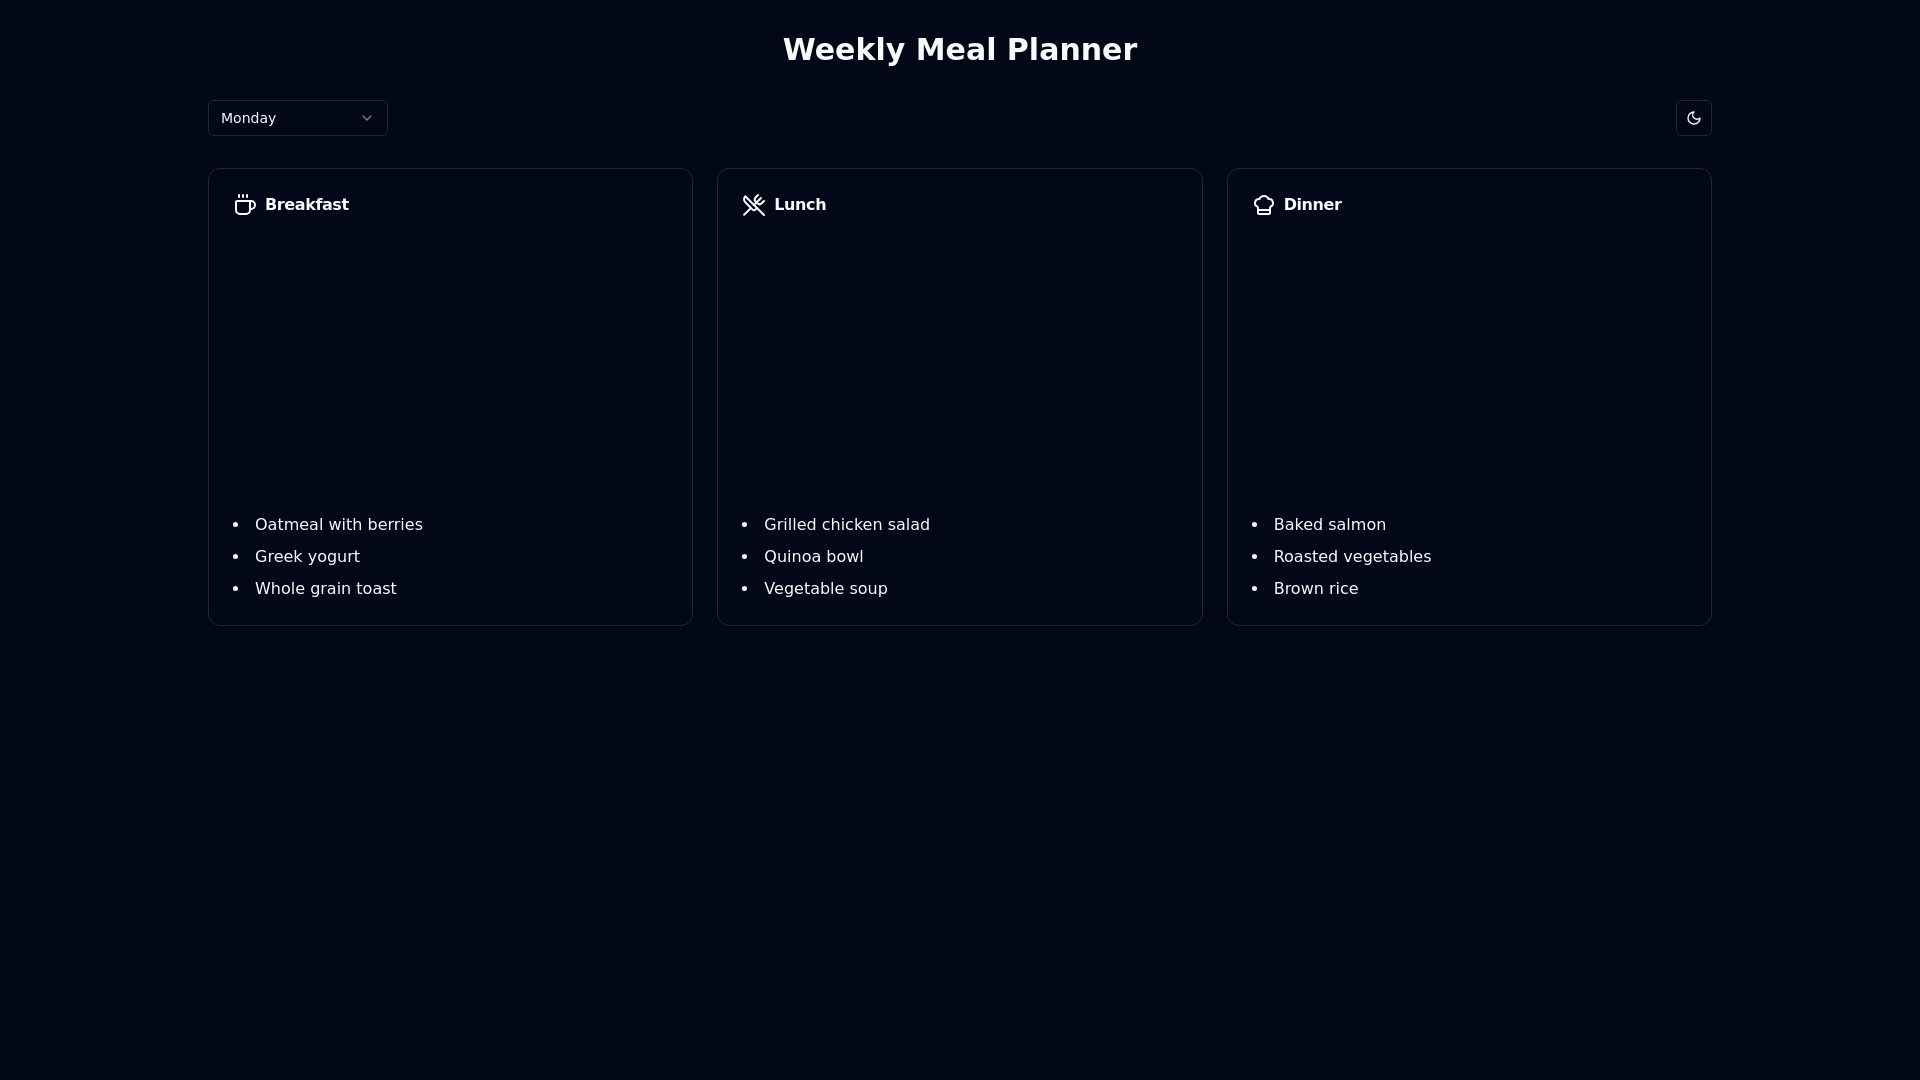 Weekly Meal Planner
Monday
Breakfast
Oatmeal with berries
Greek yogurt
Whole grain toast
Lunch
Grilled chicken salad
Quinoa bowl
Vegetable soup
Dinner
Baked salmon
Roasted vegetables
Brown rice